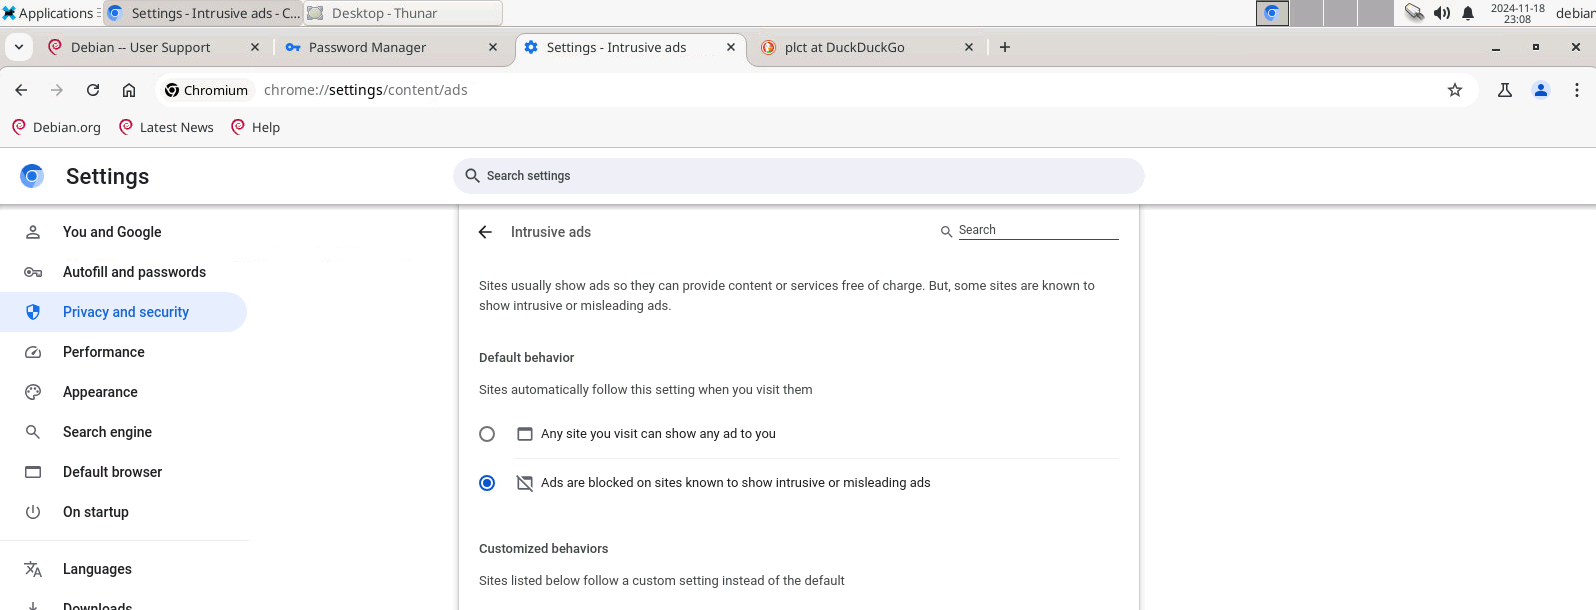 Applications
Settings - Intrusive ads - C...
Desktop - Thunar
2024-11-18
23:08
debian
Debian -- User Support
Password Manager
Settings - Intrusive ads
plct at DuckDuckGo
Chromium
chrome://settings/content/ads
Debian.org
Latest News
Help
Settings
Search settings
You and Google
Autofill and passwords
Privacy and security
Performance
Appearance
Search engine
Default browser
On startup
Languages
Downloads
Intrusive ads
Search
Sites usually show ads so they can provide content or services free of charge. But, some sites are known to
show intrusive or misleading ads.
Default behavior
Sites automatically follow this setting when you visit them
Any site you visit can show any ad to you
Ads are blocked on sites known to show intrusive or misleading ads
Customized behaviors
Sites listed below follow a custom setting instead of the default